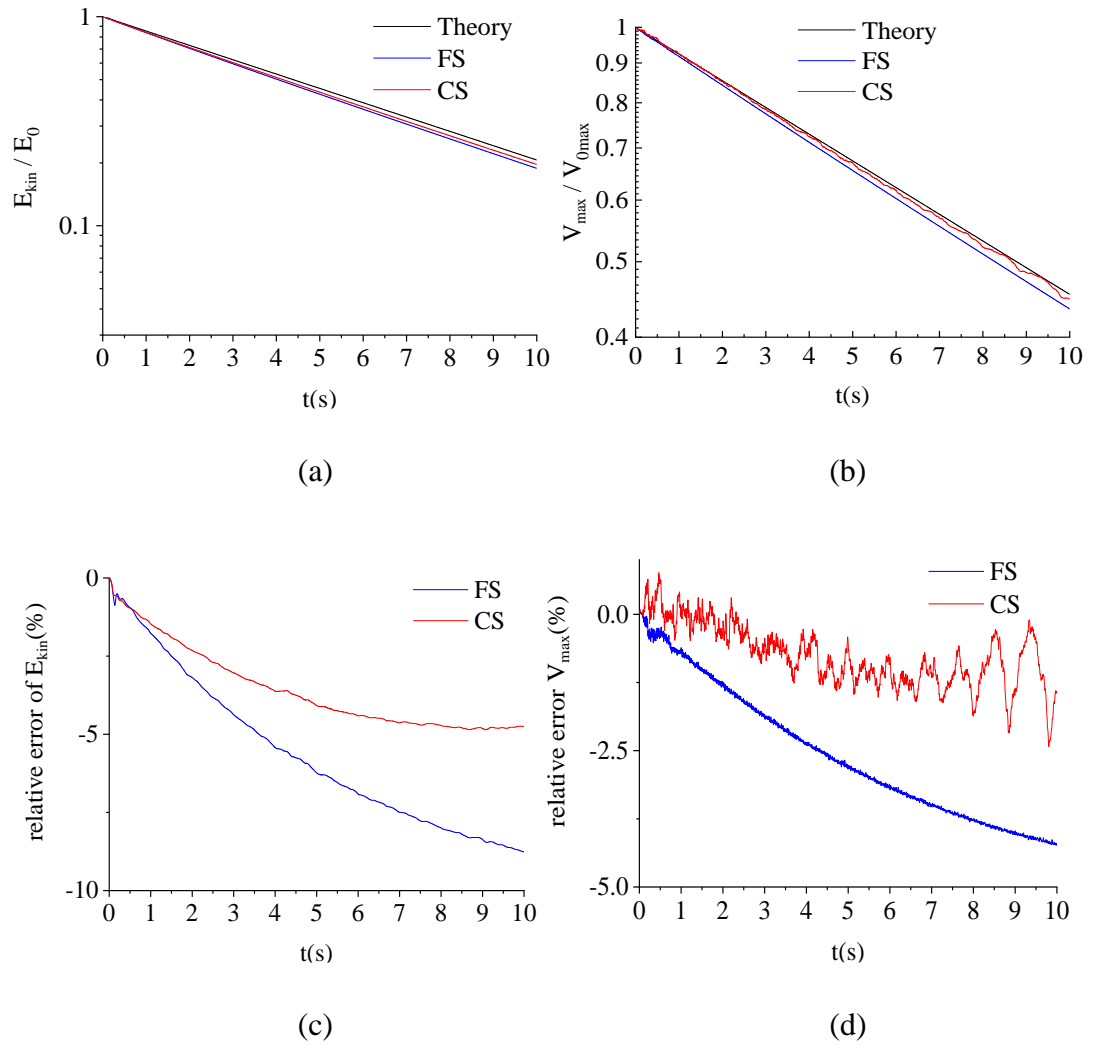 1
0.1
E_kin / E_0
Theory
FS
CS
0 1 2 3 4 5 6 7 8 9 10
t(s)
(a)
1
0.9
0.8
0.7
0.6
0.5
0.4
V_max / V_0max
Theory
FS
CS
0 1 2 3 4 5 6 7 8 9 10
t(s)
(b)
0
-5
-10
relative error of E_kin(%)
FS
CS
0 1 2 3 4 5 6 7 8 9 10
t(s)
(c)
0.0
-2.5
-5.0
relative error V_max(%)
FS
CS
0 1 2 3 4 5 6 7 8 9 10
t(s)
(d)